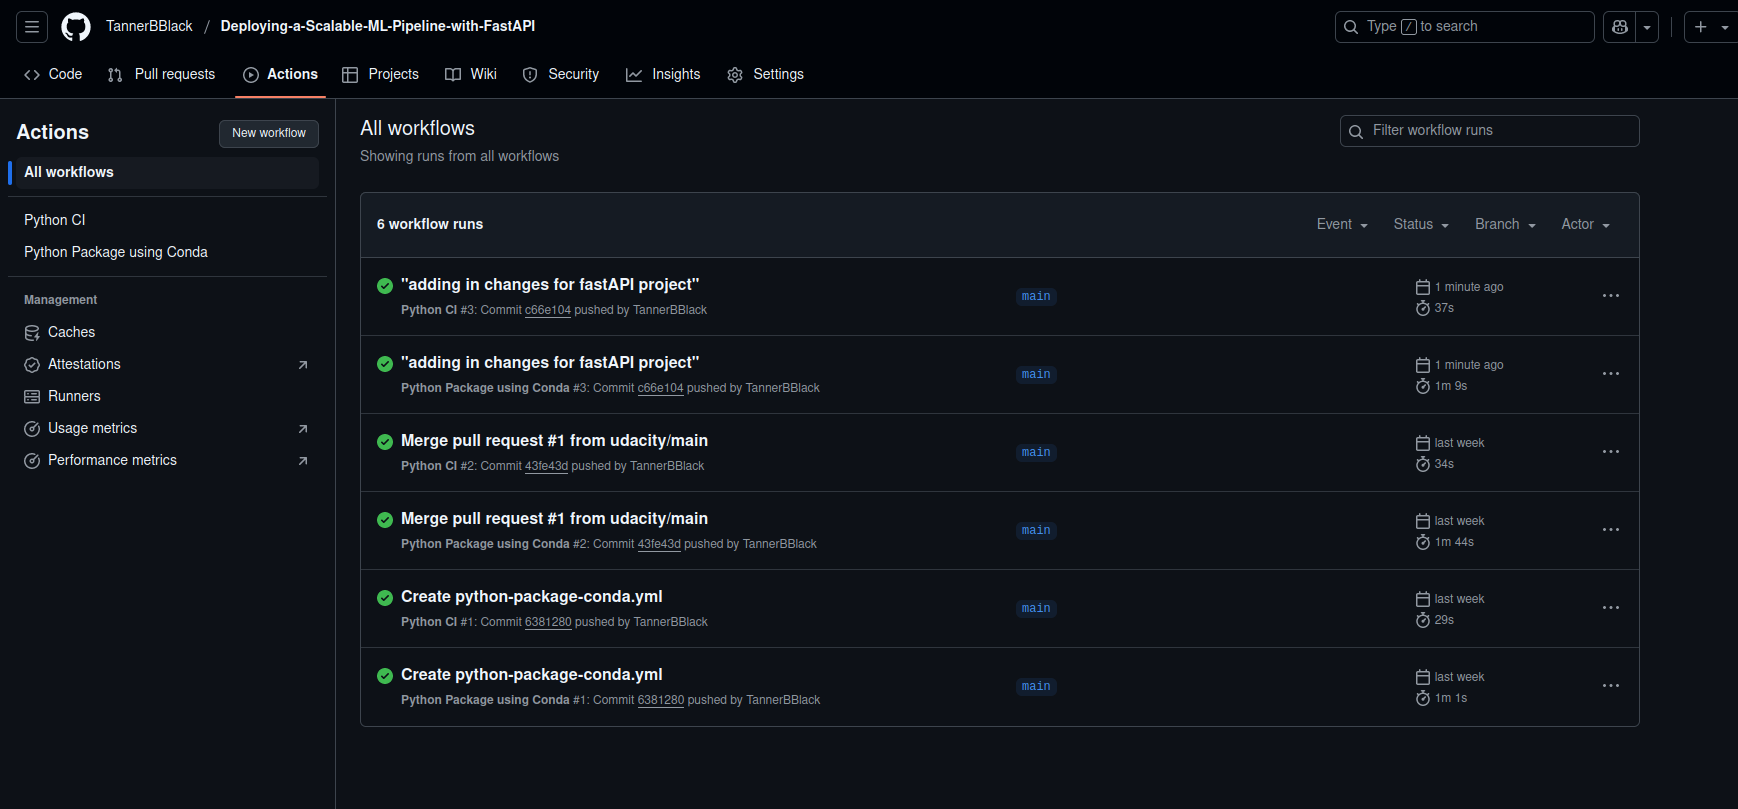 TannerBBlack / Deploying-a-Scalable-ML-Pipeline-with-FastAPI
Type / to search
Code Pull requests Actions Projects Wiki Security Insights Settings
Actions
New workflow
All workflows
Python CI
Python Package using Conda
Management
Caches
Attestations
Runners
Usage metrics
Performance metrics
All workflows
Showing runs from all workflows
Filter workflow runs
6 workflow runs
Event Status Branch Actor
"adding in changes for fastAPI project"
Python CI #3: Commit c66e104 pushed by TannerBBlack
main
1 minute ago
37s
"adding in changes for fastAPI project"
Python Package using Conda #3: Commit c66e104 pushed by TannerBBlack
main
1 minute ago
1m 9s
Merge pull request #1 from udacity/main
Python CI #2: Commit 43fe43d pushed by TannerBBlack
main
last week
34s
Merge pull request #1 from udacity/main
Python Package using Conda #2: Commit 43fe43d pushed by TannerBBlack
main
last week
1m 44s
Create python-package-conda.yml
Python CI #1: Commit 6381280 pushed by TannerBBlack
main
last week
29s
Create python-package-conda.yml
Python Package using Conda #1: Commit 6381280 pushed by TannerBBlack
main
last week
1m 1s